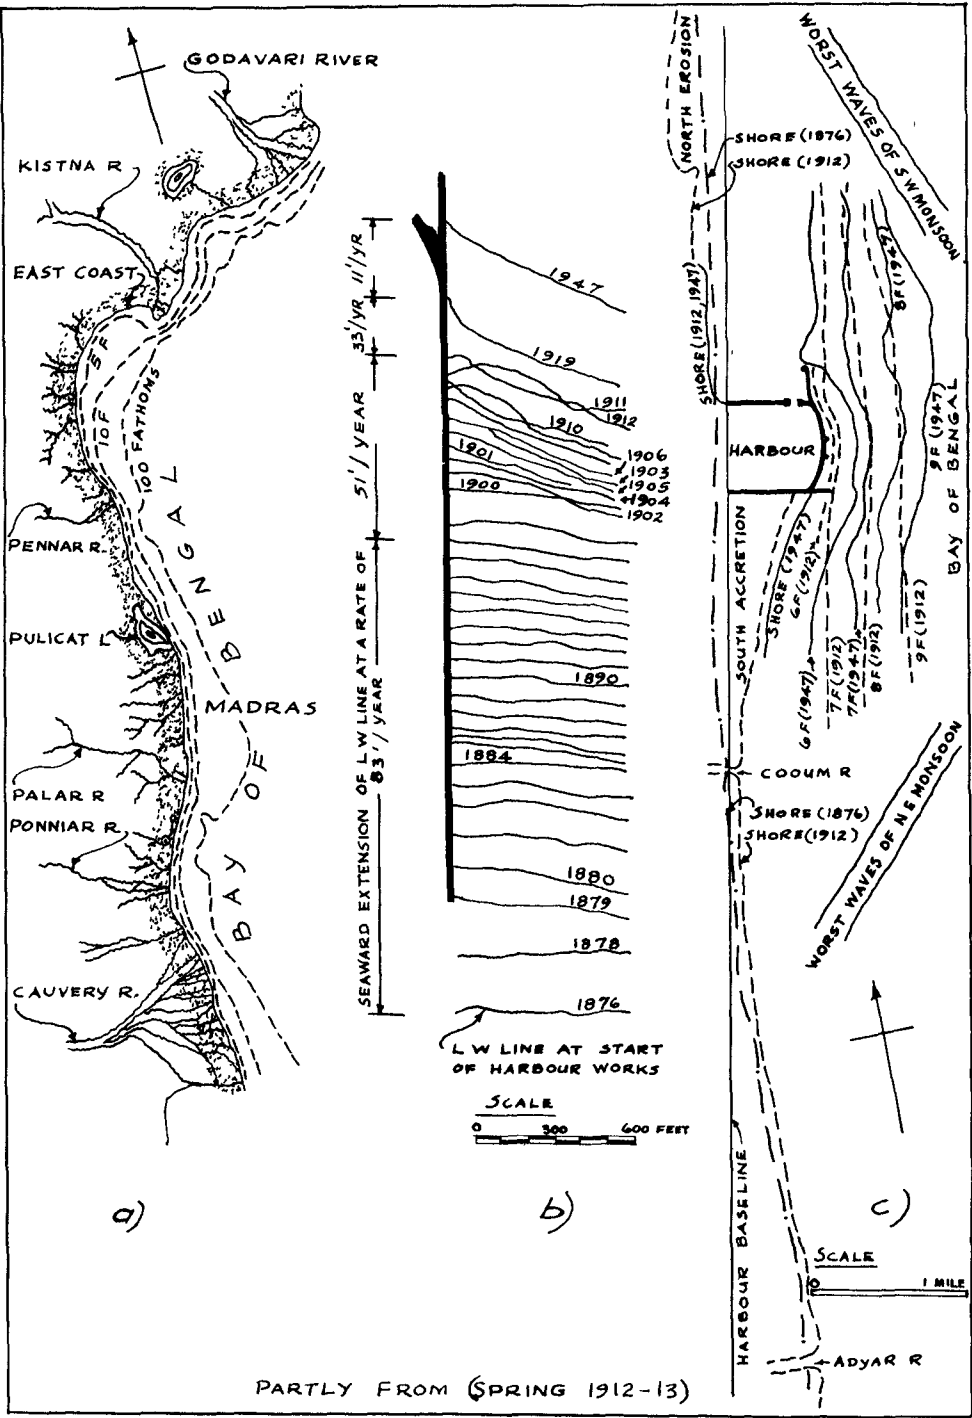 GODAVARI RIVER
KISTNA R
EAST COAST
5 F
10 F
100 FATHOMS
PENNAR R.
PULICAT L
MADRAS
BAY OF BENGAL
PALAR R
PONNIAR R.
CAUVERY R.
a)
11'/YR
33'/YR
51'/YEAR
SEAWARD EXTENSION OF L W LINE AT A RATE OF
83'/YEAR
1947
1919
1911
1912
1910
1906
1901
1903
1905
1900
1904
1902
1890
1884
1880
1879
1878
1876
L W LINE AT START
OF HARBOUR WORKS
SCALE
0 300 600 FEET
b)
NORTH EROSION
WORST WAVES OF SW MONSOON
SHORE (1876)
SHORE (1912)
SHORE (1912, 1947)
8F (1947)
9F (1947)
HARBOUR
BAY OF BENGAL
SOUTH ACCRETION
SHORE (1947)
6F (1912)
6F (1947)
7F (1912)
7F (1947)
8F (1912)
9F (1912)
COOUM R
SHORE (1876)
SHORE (1912)
WORST WAVES OF NE MONSOON
HARBOUR BASELINE
c)
SCALE
0 1 MILE
ADYAR R
PARTLY FROM (SPRING 1912-13)